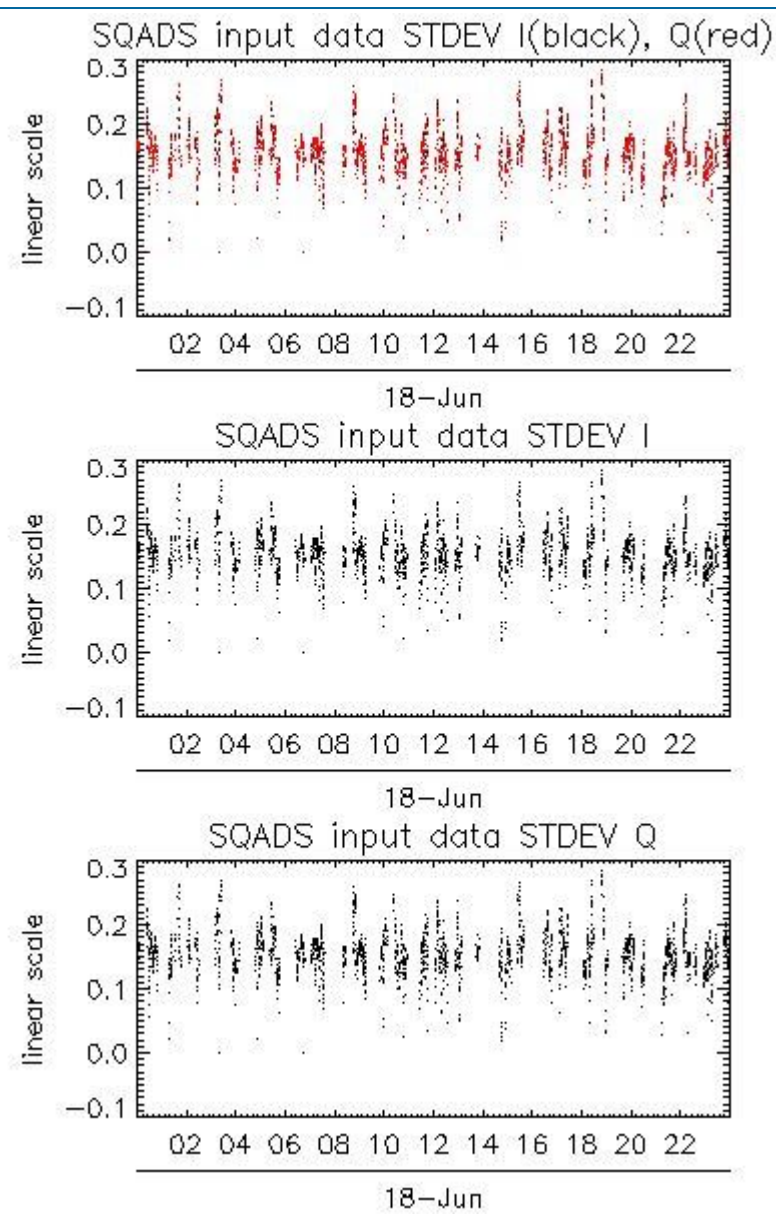 SQADS input data STDEV I(black), Q(red)
0.3
0.2
0.1
0.0
−0.1
linear scale
02 04 06 08 10 12 14 16 18 20 22
18−Jun
SQADS input data STDEV I
0.3
0.2
0.1
0.0
−0.1
linear scale
02 04 06 08 10 12 14 16 18 20 22
18−Jun
SQADS input data STDEV Q
0.3
0.2
0.1
0.0
−0.1
linear scale
02 04 06 08 10 12 14 16 18 20 22
18−Jun